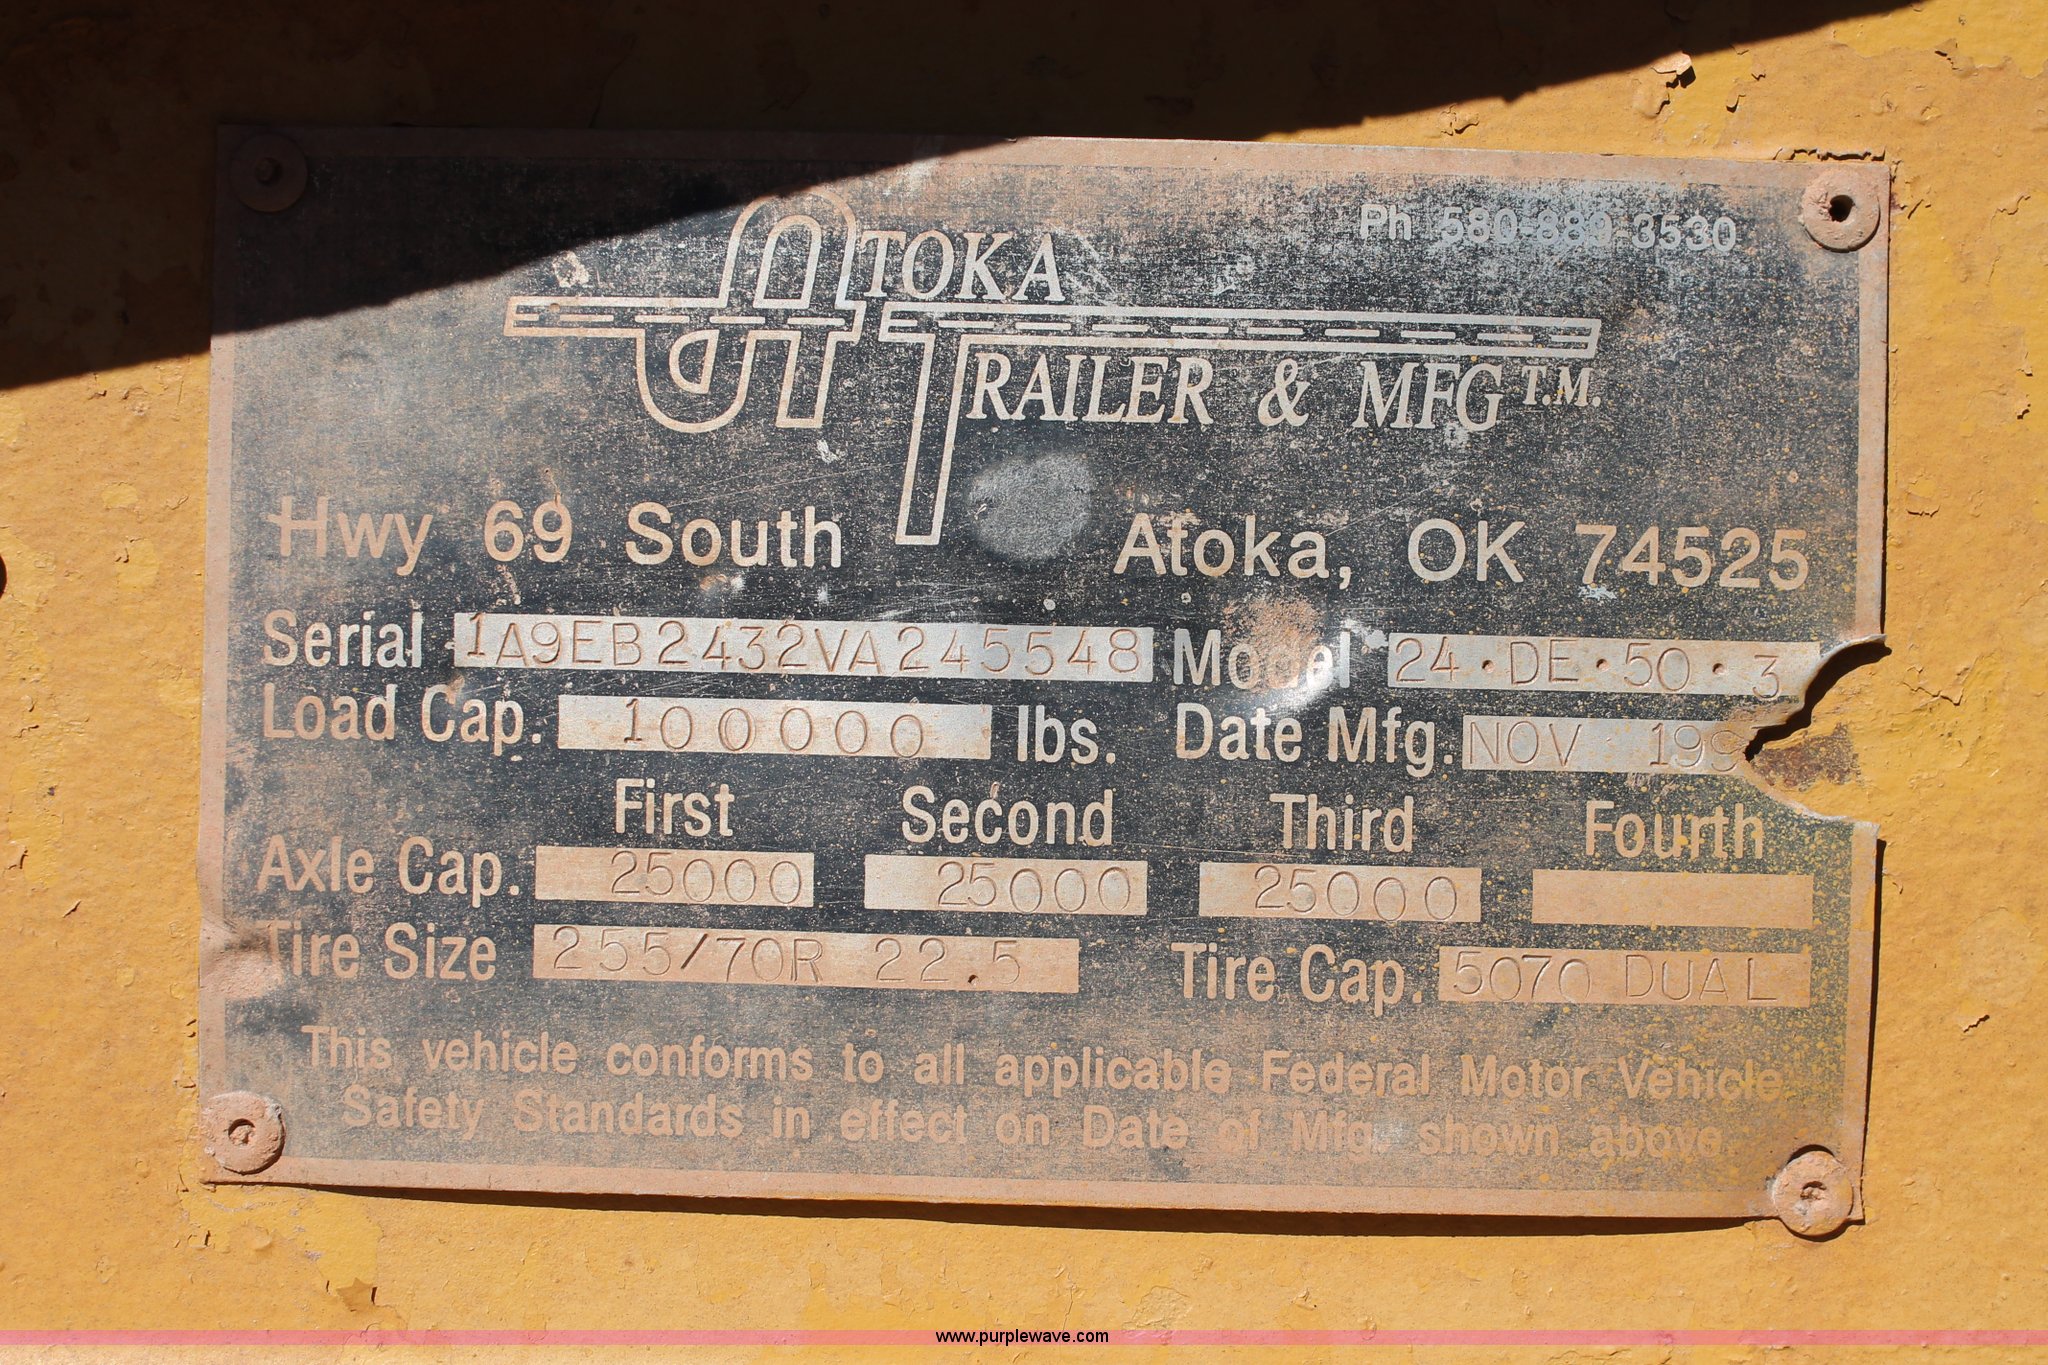 Ph 580-889-3530
ATOKA
TRAILER & MFG T.M.
Hwy 69 South Atoka, OK 74525
Serial 1A9EB2432VA245548 Model 24·DE·50·3
Load Cap. 100000 lbs. Date Mfg. NOV 199
First Second Third Fourth
Axle Cap. 25000 25000 25000
Tire Size 255/70R 22.5 Tire Cap. 5070 DUAL
This vehicle conforms to all applicable Federal Motor Vehicle
Safety Standards in effect on Date of Mfg. shown above.
www.purplewave.com